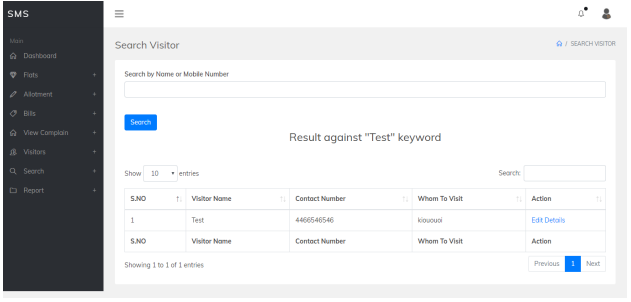 SMS
Main
Dashboard
Flats +
Allotment +
Bills +
View Complain +
Visitors +
Search +
Report +
Search Visitor
/ SEARCH VISITOR
Search by Name or Mobile Number
Search
Result against "Test" keyword
Show 10 entries
Search:
S.NO Visitor Name Contact Number Whom To Visit Action
1 Test 4466546546 kiouuoi Edit Details
S.NO Visitor Name Contact Number Whom To Visit Action
Showing 1 to 1 of 1 entries
Previous 1 Next